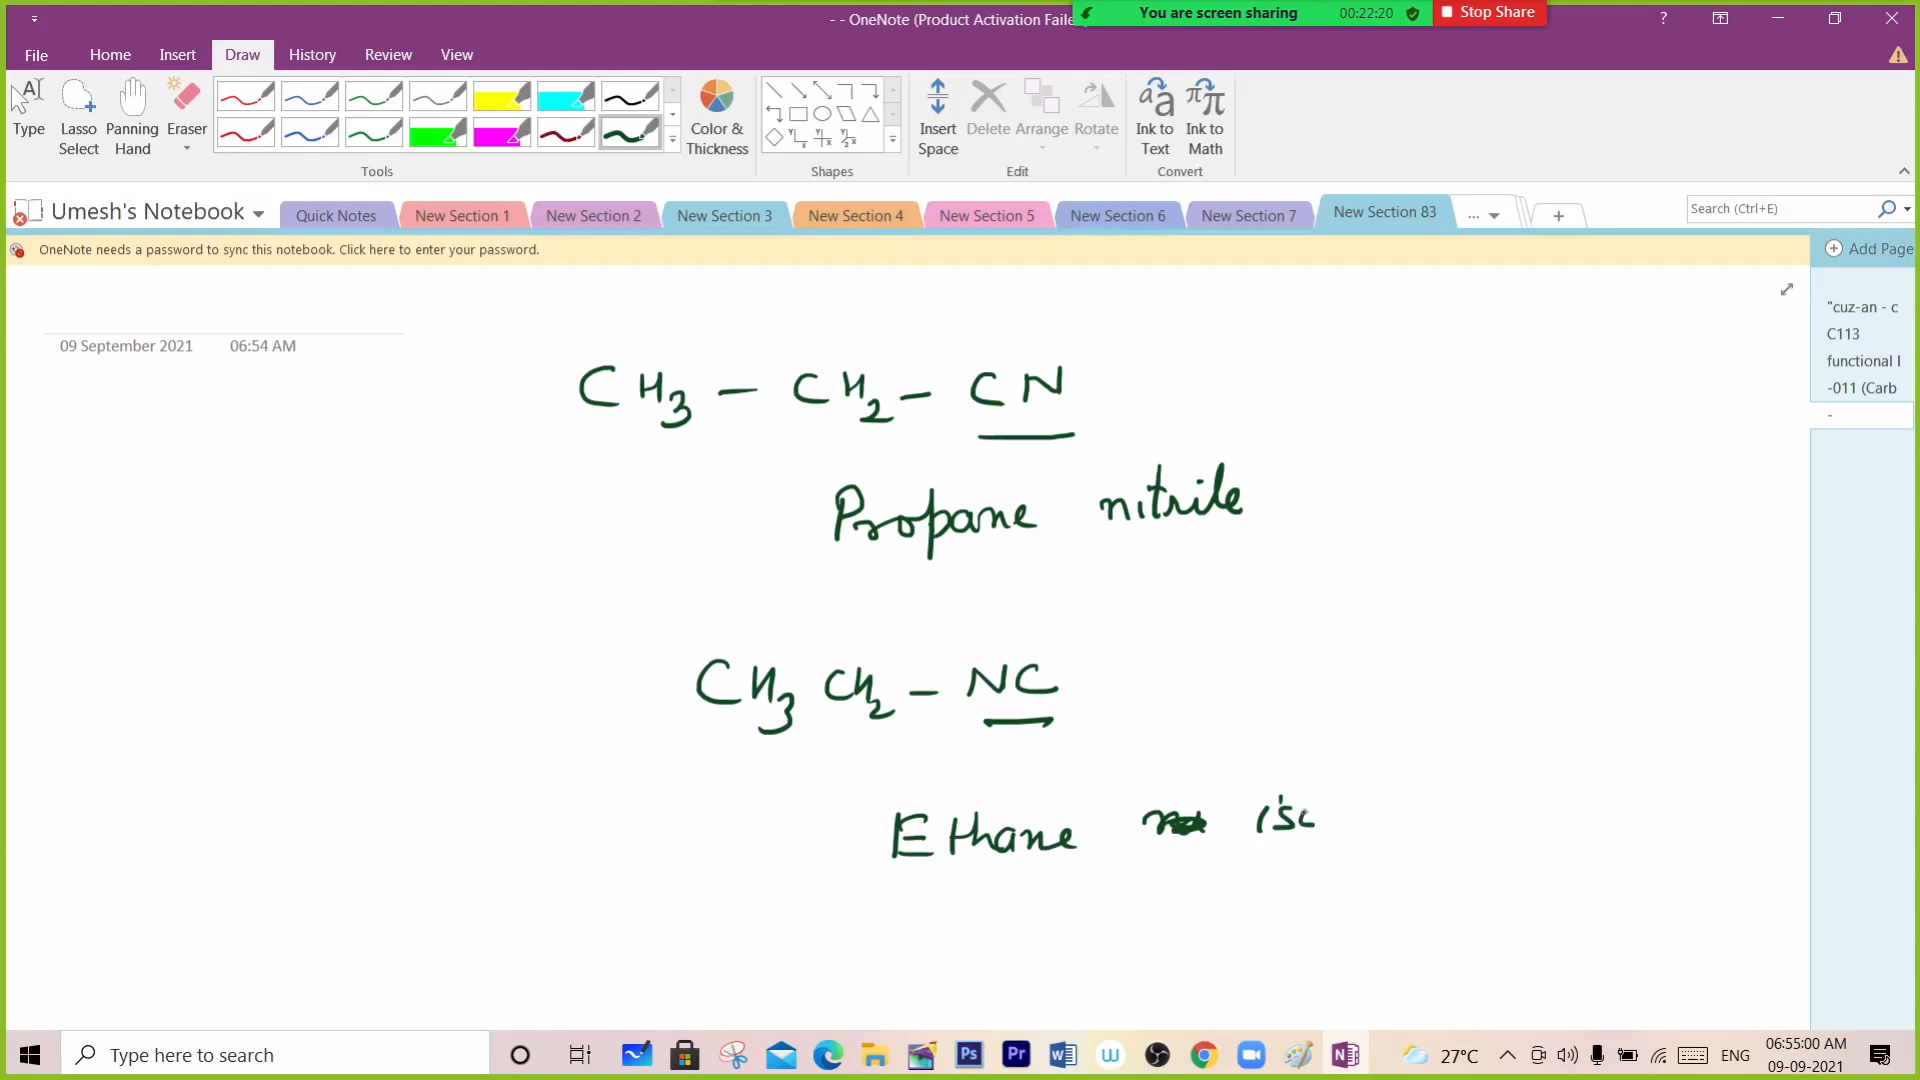 - - OneNote (Product Activation Faile
You are screen sharing 00:22:20 Stop Share
?
File Home Insert Draw History Review View
Type Lasso Select Panning Hand Eraser Color & Thickness Insert Space Delete Arrange Rotate Ink to Text Ink to Math
Tools Shapes Edit Convert
Umesh's Notebook Quick Notes New Section 1 New Section 2 New Section 3 New Section 4 New Section 5 New Section 6 New Section 7 New Section 83 ... Search (Ctrl+E)
OneNote needs a password to sync this notebook. Click here to enter your password.
Add Page
"cuz-an - c
C113
functional I
-011 (Carb
-
09 September 2021 06:54 AM
CH3 – CH2 – CN
Propane nitrile
CH3 CH2 – NC
Ethane isc
Type here to search
Ps Pr W 27°C ENG 06:55:00 AM
09-09-2021